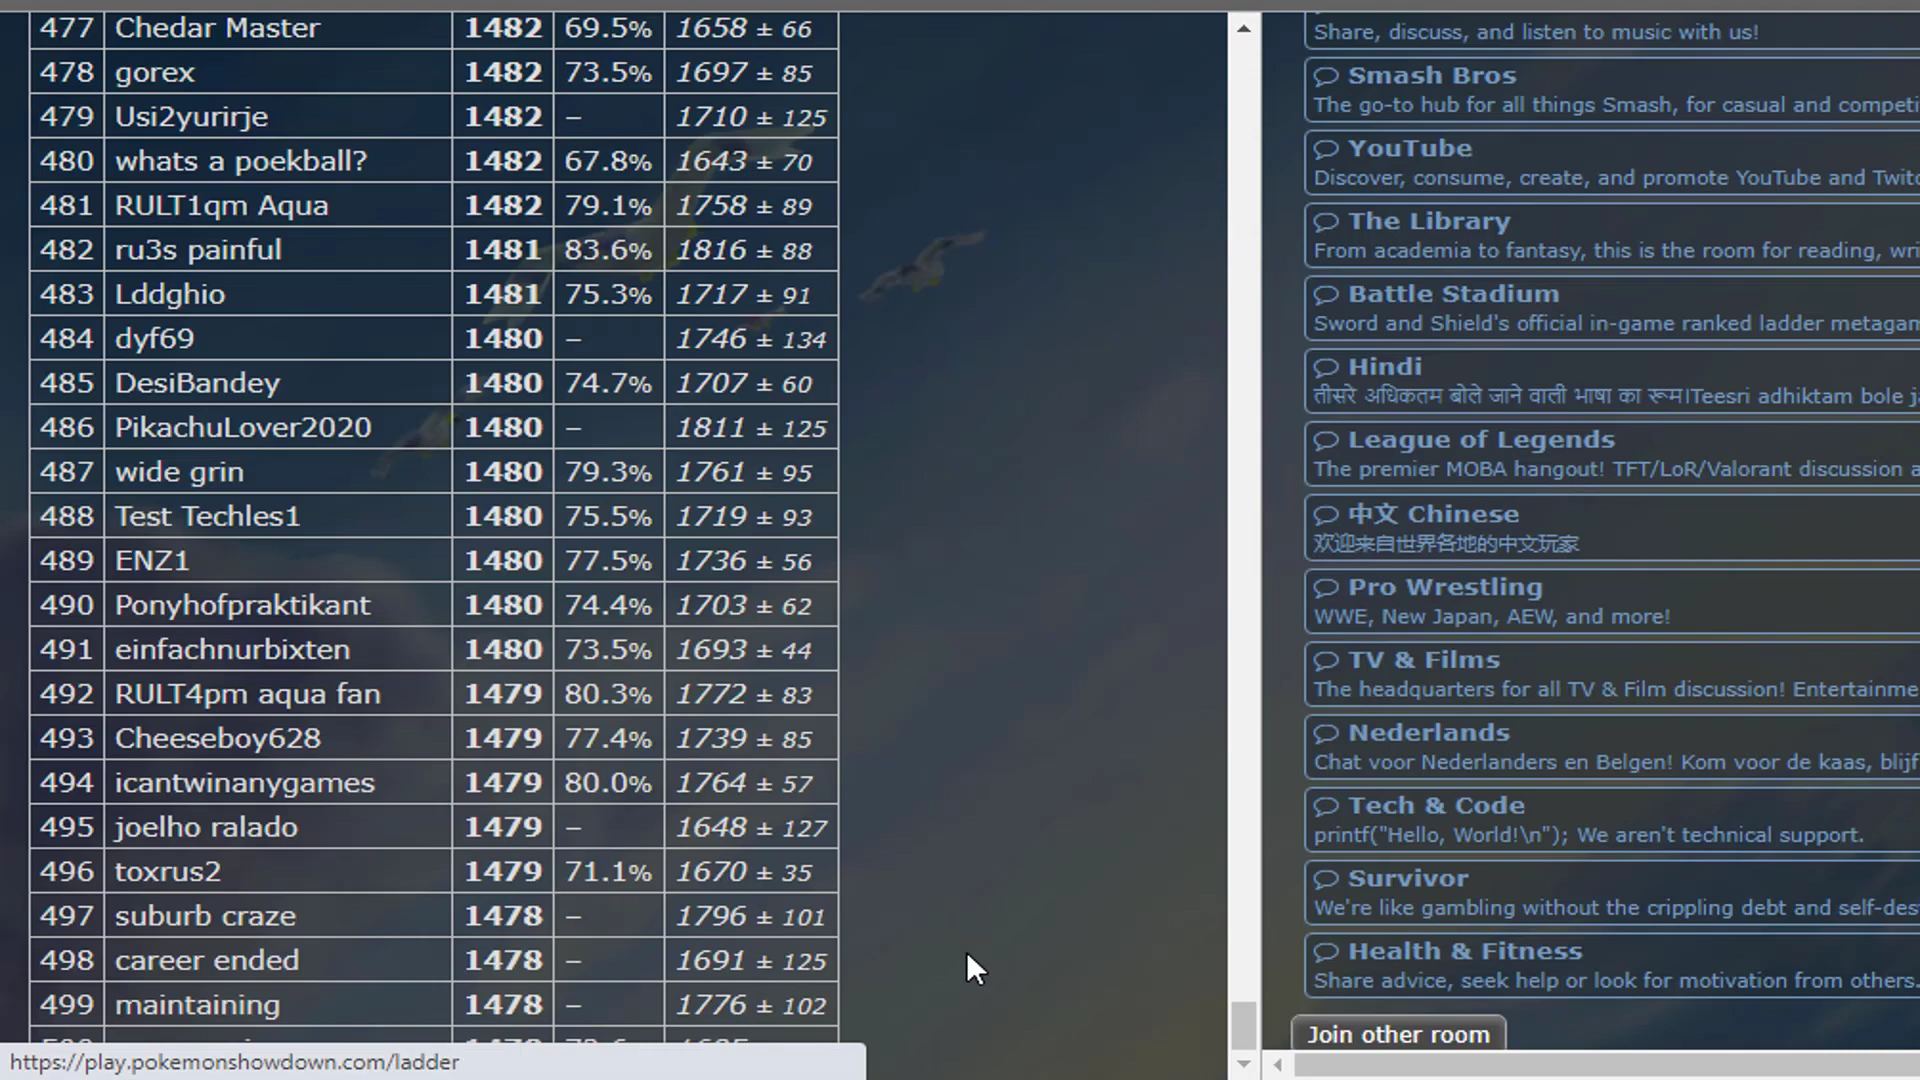 477 Chedar Master 1482 69.5% 1658 ± 66
478 gorex 1482 73.5% 1697 ± 85
479 Usi2yurirje 1482 – 1710 ± 125
480 whats a poekball? 1482 67.8% 1643 ± 70
481 RULT1qm Aqua 1482 79.1% 1758 ± 89
482 ru3s painful 1481 83.6% 1816 ± 88
483 Lddghio 1481 75.3% 1717 ± 91
484 dyf69 1480 – 1746 ± 134
485 DesiBandey 1480 74.7% 1707 ± 60
486 PikachuLover2020 1480 – 1811 ± 125
487 wide grin 1480 79.3% 1761 ± 95
488 Test Techles1 1480 75.5% 1719 ± 93
489 ENZ1 1480 77.5% 1736 ± 56
490 Ponyhofpraktikant 1480 74.4% 1703 ± 62
491 einfachnurbixten 1480 73.5% 1693 ± 44
492 RULT4pm aqua fan 1479 80.3% 1772 ± 83
493 Cheeseboy628 1479 77.4% 1739 ± 85
494 icantwinanygames 1479 80.0% 1764 ± 57
495 joelho ralado 1479 – 1648 ± 127
496 toxrus2 1479 71.1% 1670 ± 35
497 suburb craze 1478 – 1796 ± 101
498 career ended 1478 – 1691 ± 125
499 maintaining 1478 – 1776 ± 102
https://play.pokemonshowdown.com/ladder
Share, discuss, and listen to music with us!
Smash Bros
The go-to hub for all things Smash, for casual and competi
YouTube
Discover, consume, create, and promote YouTube and Twitc
The Library
From academia to fantasy, this is the room for reading, wri
Battle Stadium
Sword and Shield's official in-game ranked ladder metagam
Hindi
तीसरे अधिकतम बोले जाने वाली भाषा का रूम।Teesri adhiktam bole j
League of Legends
The premier MOBA hangout! TFT/LoR/Valorant discussion a
中文 Chinese
欢迎来自世界各地的中文玩家
Pro Wrestling
WWE, New Japan, AEW, and more!
TV & Films
The headquarters for all TV & Film discussion! Entertainme
Nederlands
Chat voor Nederlanders en Belgen! Kom voor de kaas, blijf
Tech & Code
printf("Hello, World!\n"); We aren't technical support.
Survivor
We're like gambling without the crippling debt and self-des
Health & Fitness
Share advice, seek help or look for motivation from others.
Join other room